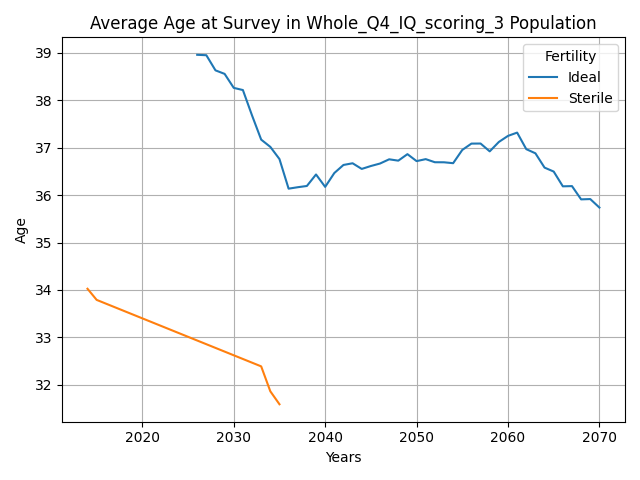 Average Age at Survey in Whole_Q4_IQ_scoring_3 Population
Fertility
Ideal
Sterile
Age
39
38
37
36
35
34
33
32
2020
2030
2040
2050
2060
2070
Years